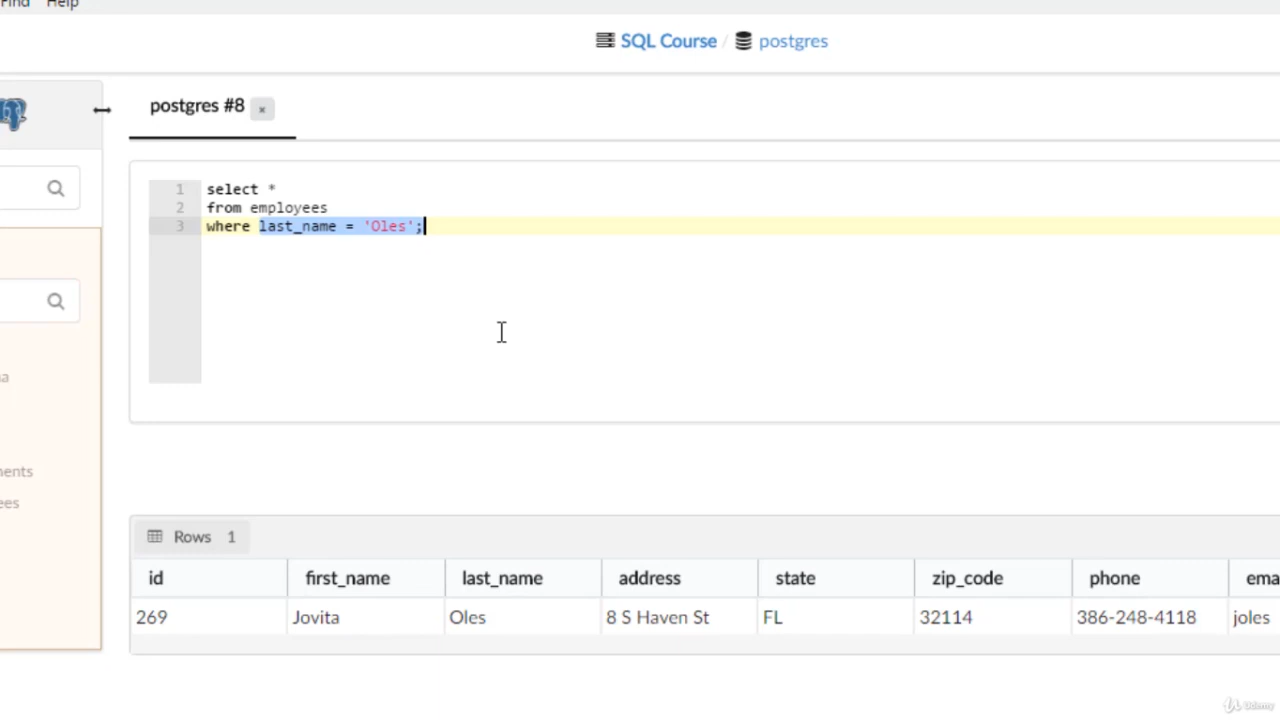 Find Help
SQL Course / postgres
postgres #8 ×
1 select *
2 from employees
3 where last_name = 'Oles';
Rows 1
id first_name last_name address state zip_code phone ema
269 Jovita Oles 8 S Haven St FL 32114 386-248-4118 joles
na
ments
ees
Udemy